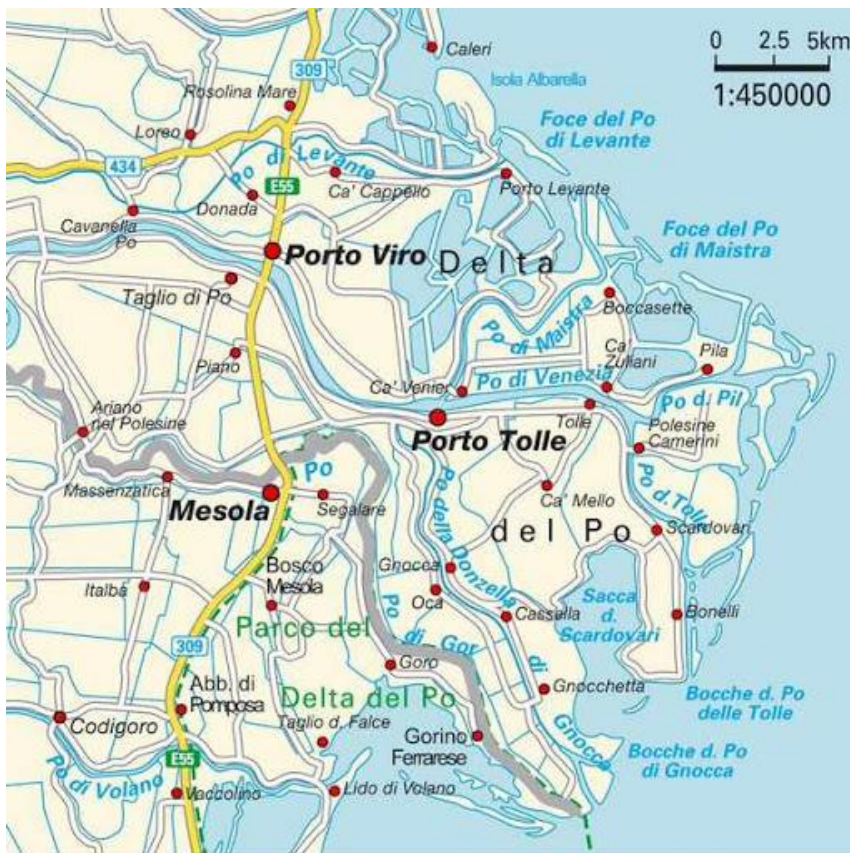 Caleri
0 2.5 5km
1:450000
309
Isola Albarella
Rosolina Mare
Foce del Po
di Levante
Loreo
434
Po di Levante
E55
Ca' Cappello
Porto Levante
Donada
Cavanella
Po
Foce del Po
di Maistra
Porto Viro
Delta
Taglio di Po
Boccasette
Po di Maistra
Ca'
Zuliani
Pila
Piano
Ca' Venier
Po di Venezia
Po d. Pil
Ariano
nel Polesine
Porto Tolle
Tolle
Polesine
Camerini
Po
Massenzatica
Mesola
Segalare
Po della Donzella
Ca' Mello
Po d. Tolle
del Po
Scardovari
Bosco
Mesola
Gnocca
Italba
Oca
Po di Gor
Cassella
Sacca
d.
Scardovari
Bonelli
Parco del
309
Goro
di Gnocca
Gnocchetta
Abb. di
Pomposa
Delta del Po
Bocche d. Po
delle Tolle
Codigoro
Taglio d. Falce
Gorino
Ferrarese
Bocche d. Po
di Gnocca
E55
Po di Volano
Vaccolino
Lido di Volano